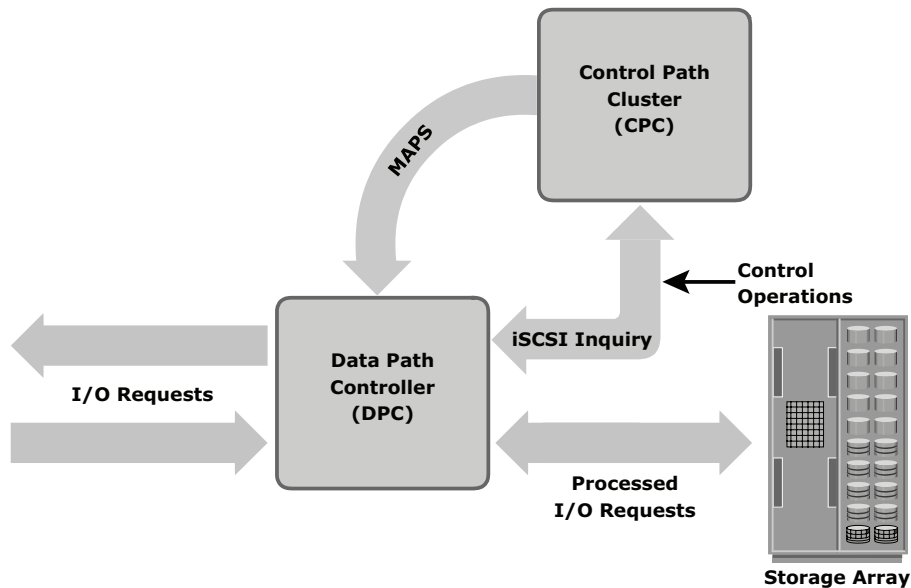 Control Path
Cluster
(CPC)
MAPS
Control
Operations
iSCSI Inquiry
Data Path
Controller
(DPC)
I/O Requests
Processed
I/O Requests
Storage Array